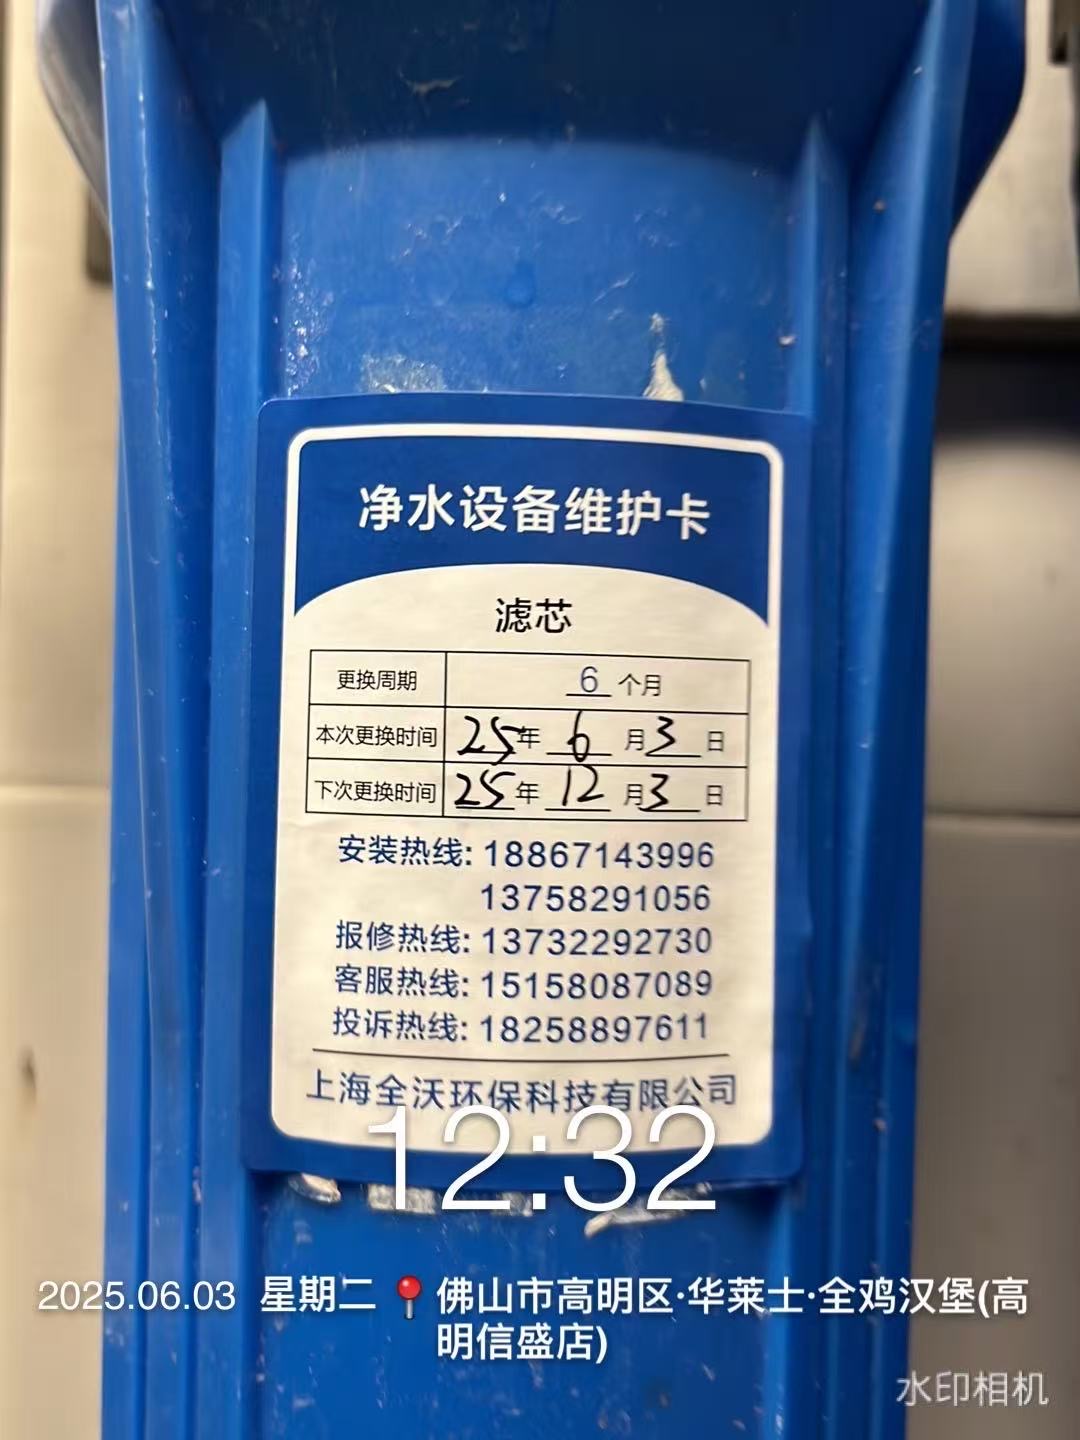 净水设备维护卡
滤芯
更换周期 6 个月
本次更换时间 25年 6 月3 日
下次更换时间 25年 12 月3 日
安装热线: 18867143996
13758291056
报修热线: 13732292730
客服热线: 15158087089
投诉热线: 18258897611
上海全沃环保科技有限公司
12:32
2025.06.03 星期二 佛山市高明区·华莱士·全鸡汉堡(高
明信盛店)
水印相机